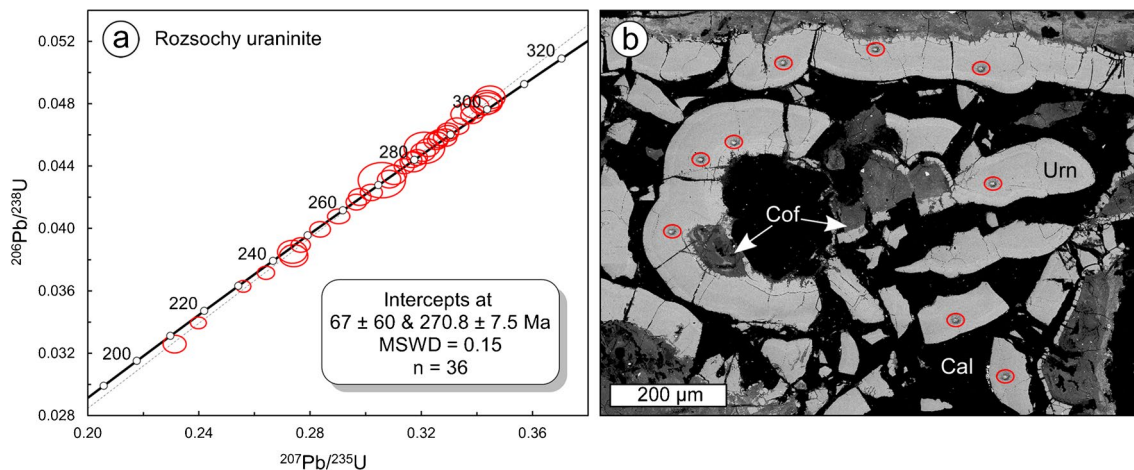 a Rozsochy uraninite
0.052
0.048
0.044
0.040
0.036
0.032
0.028
²⁰⁶Pb/²³⁸U
320
300
280
260
240
220
200
Intercepts at
67 ± 60 & 270.8 ± 7.5 Ma
MSWD = 0.15
n = 36
0.20 0.24 0.28 0.32 0.36
²⁰⁷Pb/²³⁵U
b
Urn
Cof
Cal
200 µm